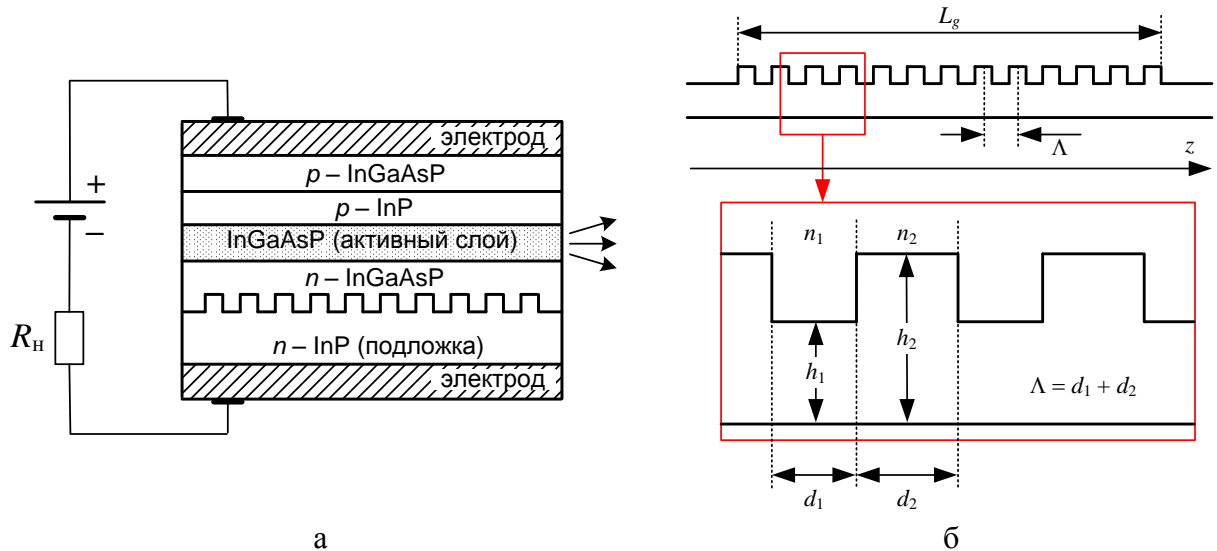 электрод
p – InGaAsP
p – InP
InGaAsP (активный слой)
n – InGaAsP
n – InP (подложка)
электрод
+
–
Rн
а
Lg
Λ
z
n1
n2
h1
h2
Λ = d1 + d2
d1
d2
б